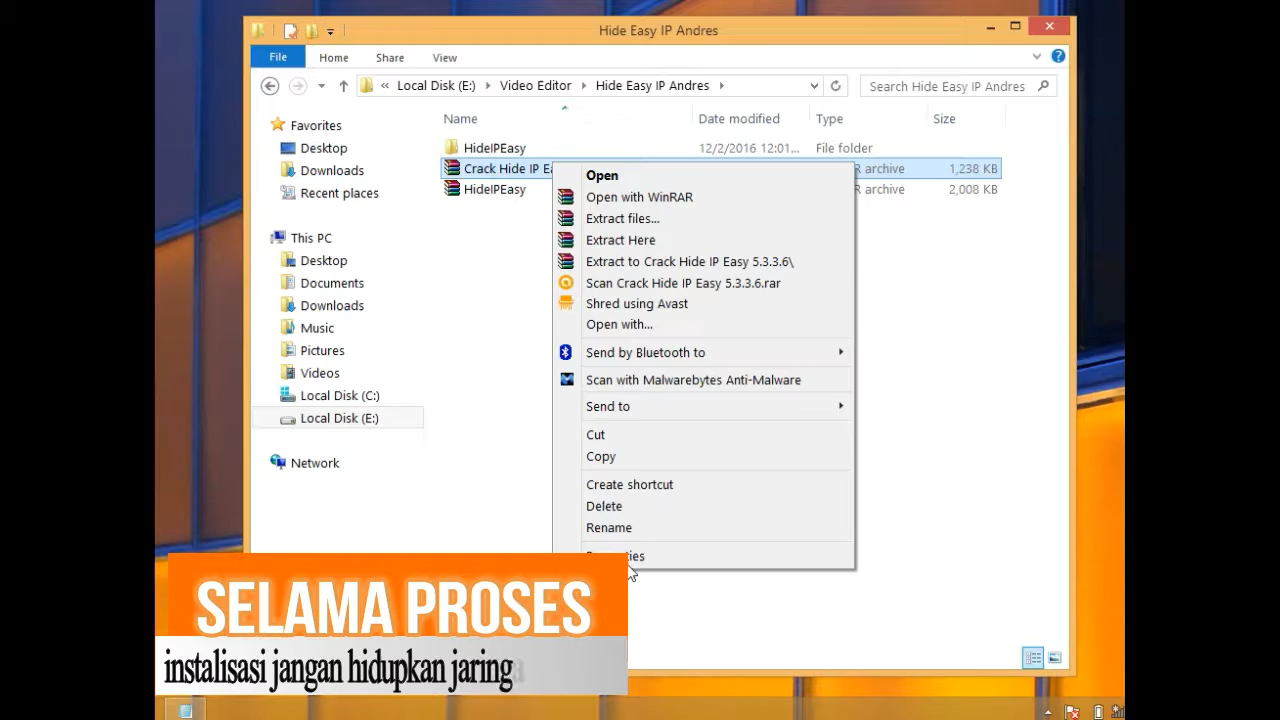 Hide Easy IP Andres
File Home Share View
« Local Disk (E:) Video Editor Hide Easy IP Andres
Search Hide Easy IP Andres
Name Date modified Type Size
HideIPEasy 12/2/2016 12:01... File folder
Crack Hide IP R archive 1,238 KB
HideIPEasy R archive 2,008 KB
Favorites
Desktop
Downloads
Recent places
This PC
Desktop
Documents
Downloads
Music
Pictures
Videos
Local Disk (C:)
Local Disk (E:)
Network
Open
Open with WinRAR
Extract files...
Extract Here
Extract to Crack Hide IP Easy 5.3.3.6\
Scan Crack Hide IP Easy 5.3.3.6.rar
Shred using Avast
Open with...
Send by Bluetooth to
Scan with Malwarebytes Anti-Malware
Send to
Cut
Copy
Create shortcut
Delete
Rename
SELAMA PROSES
instalisasi jangan hidupkan jaring